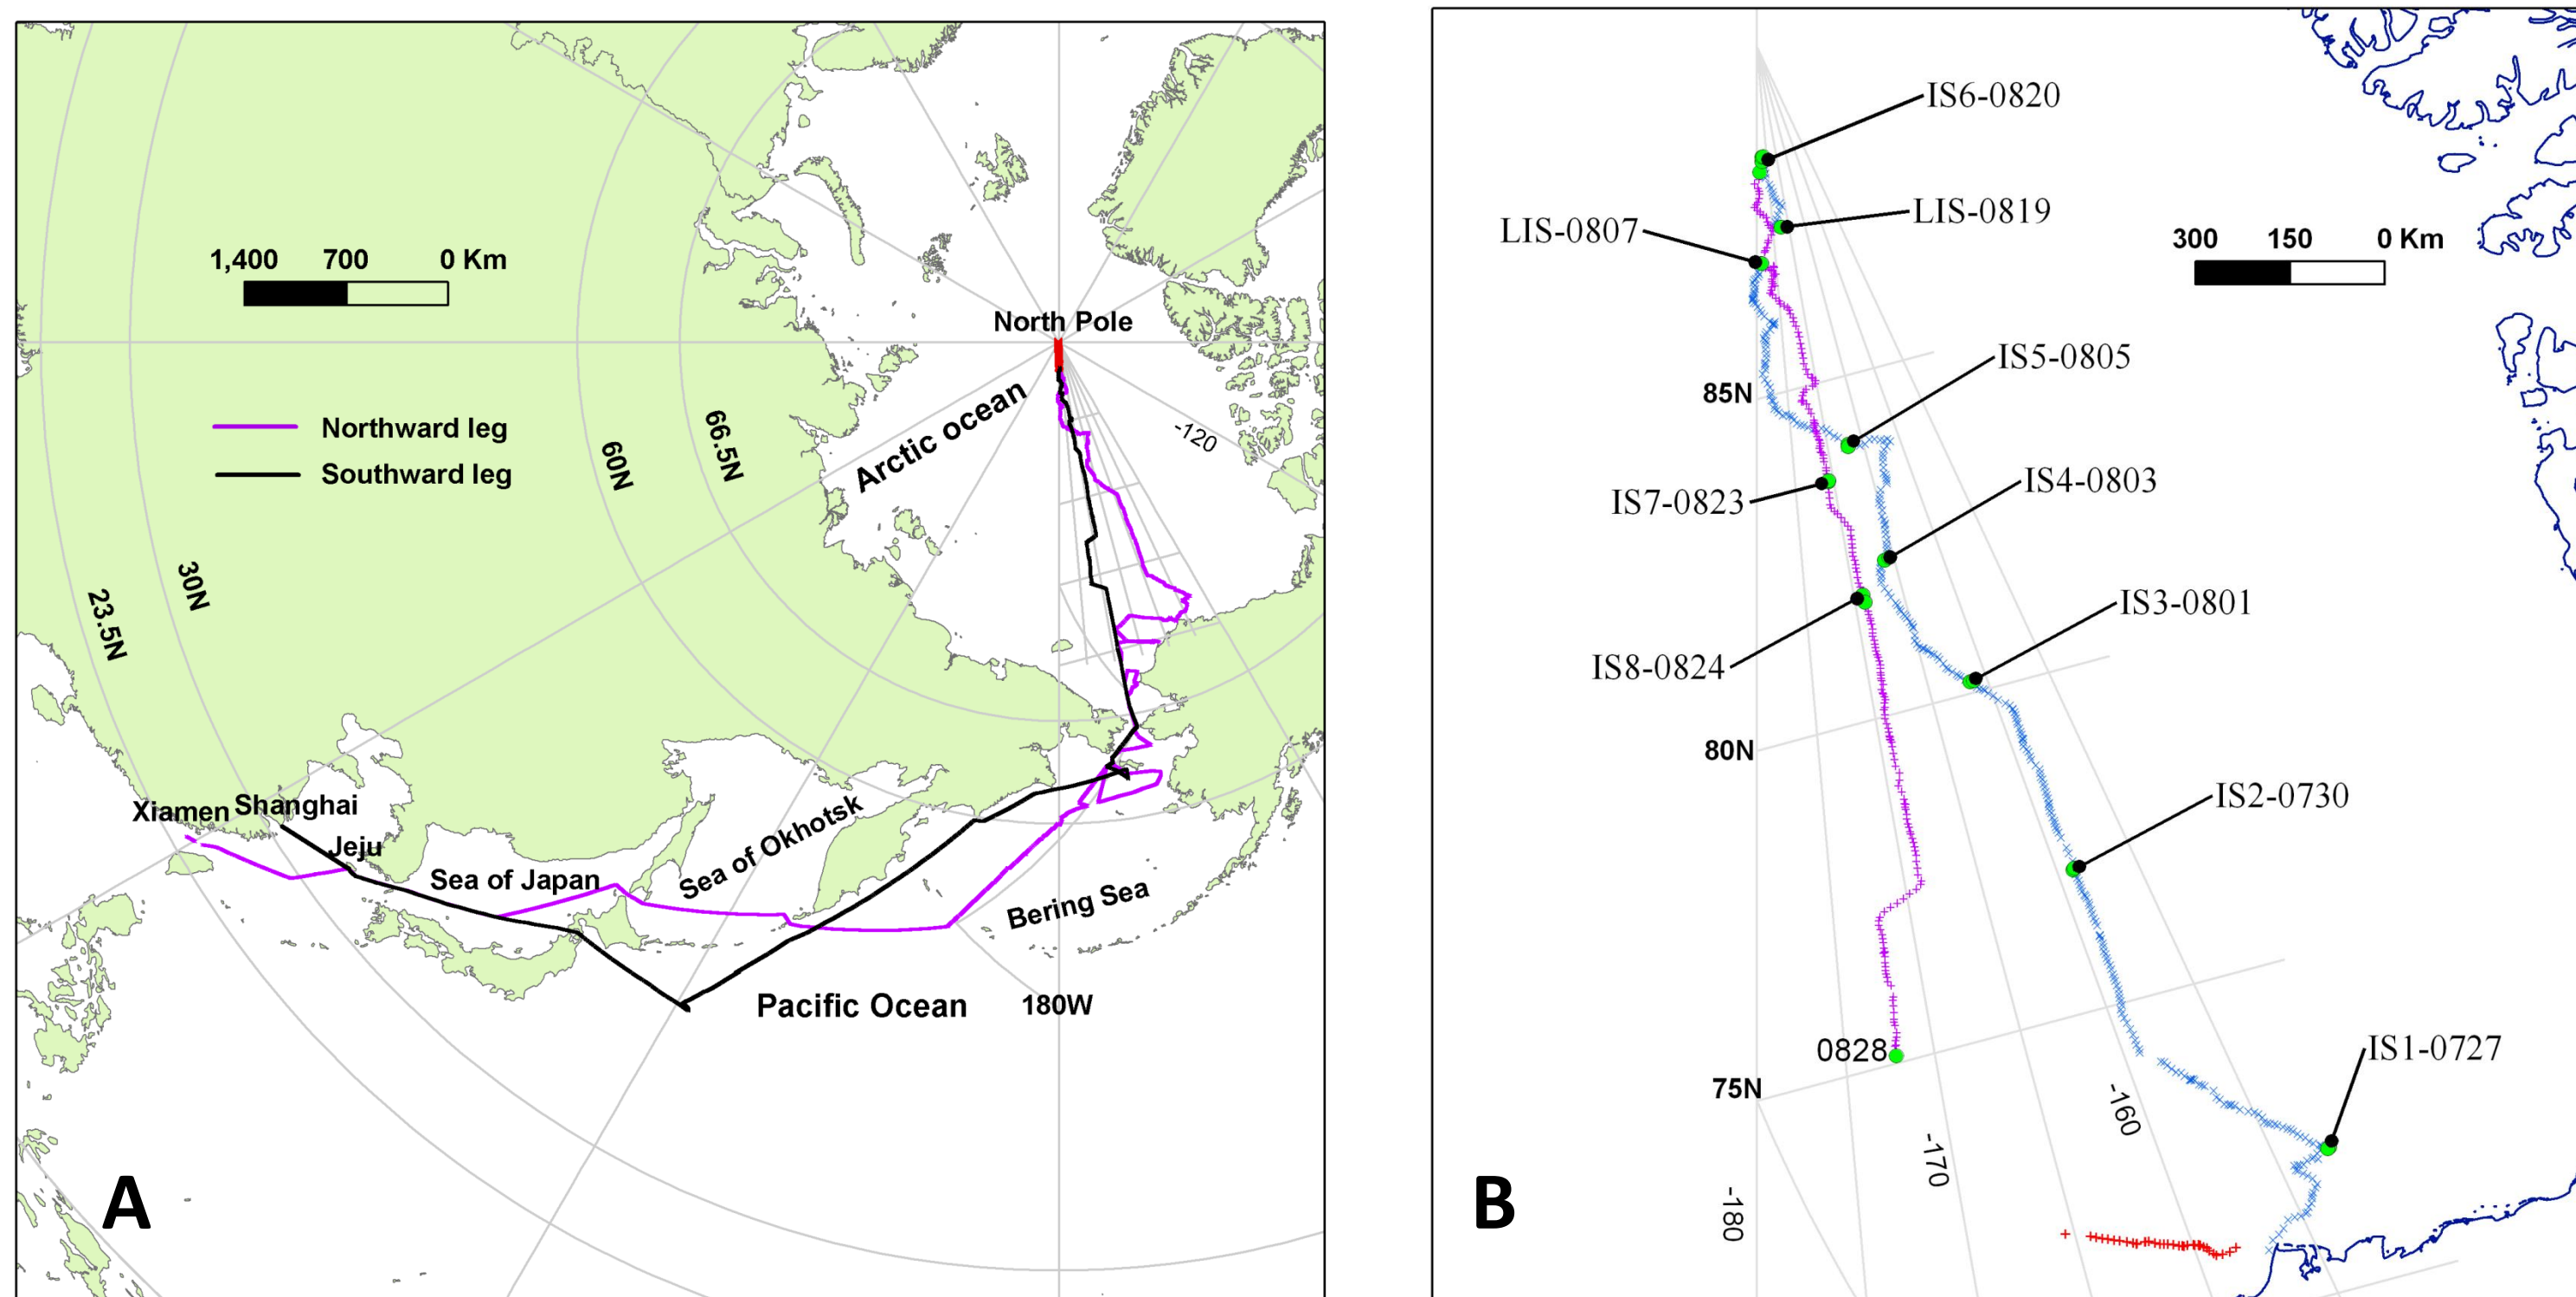 1,400 700 0 Km
North Pole
Northward leg
Southward leg
Arctic ocean
-120
66.5N
60N
30N
23.5N
Xiamen
Shanghai
Jeju
Sea of Japan
Sea of Okhotsk
Bering Sea
Pacific Ocean
180W
A
IS6-0820
LIS-0819
LIS-0807
300 150 0 Km
IS5-0805
85N
IS4-0803
IS7-0823
IS3-0801
IS8-0824
80N
IS2-0730
0828
IS1-0727
75N
-160
-170
-180
B